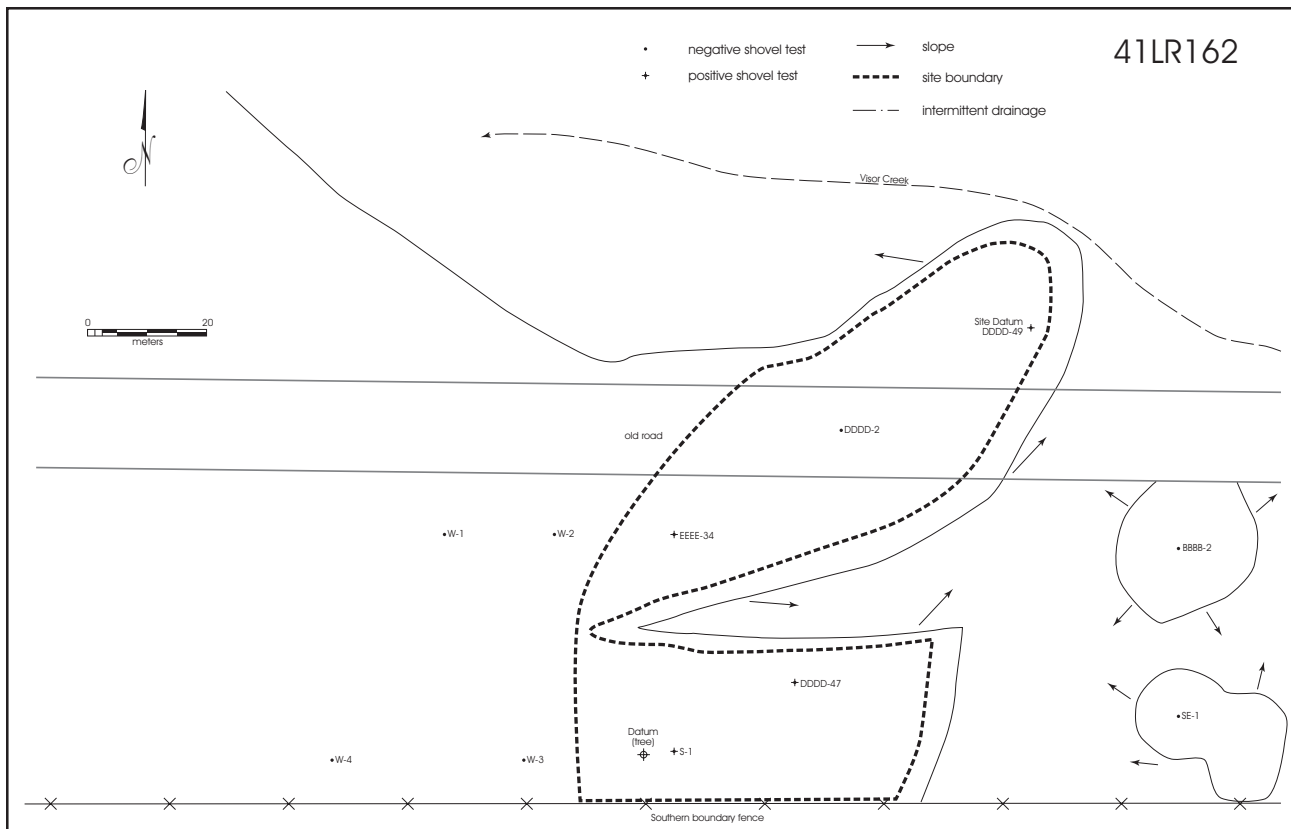 41LR162
negative shovel test
slope
positive shovel test
site boundary
intermittent drainage
N
Visor Creek
0 20
meters
Site Datum
DDDD-49
old road
DDDD-2
W-1
W-2
EEEE-34
BBBB-2
DDDD-47
SE-1
Datum
(tree)
S-1
W-4
W-3
Southern boundary fence